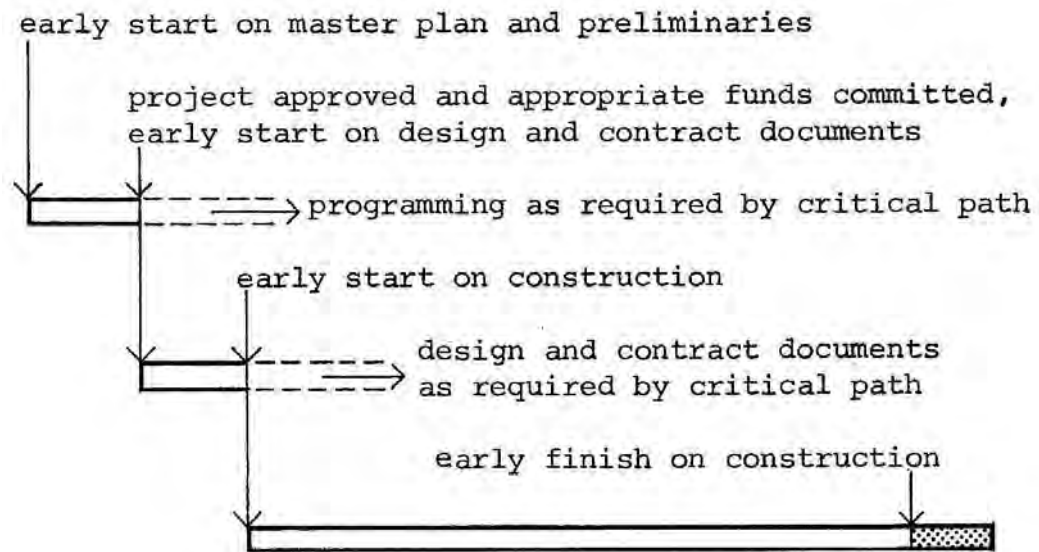 early start on master plan and preliminaries
project approved and appropriate funds committed,
early start on design and contract documents
programming as required by critical path
early start on construction
design and contract documents
as required by critical path
early finish on construction